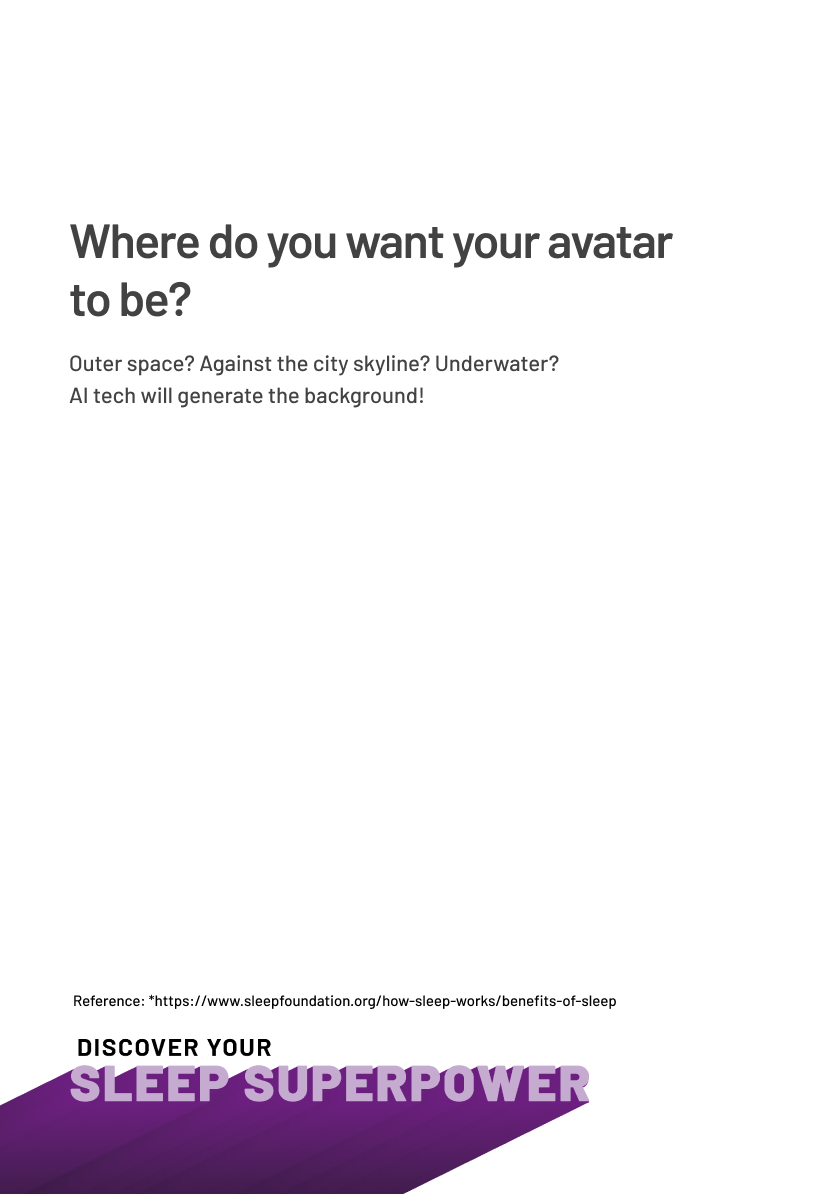 Where do you want your avatar
to be?
Outer space? Against the city skyline? Underwater?
AI tech will generate the background!
Reference: *https://www.sleepfoundation.org/how-sleep-works/benefits-of-sleep
DISCOVER YOUR
SLEEP SUPERPOWER